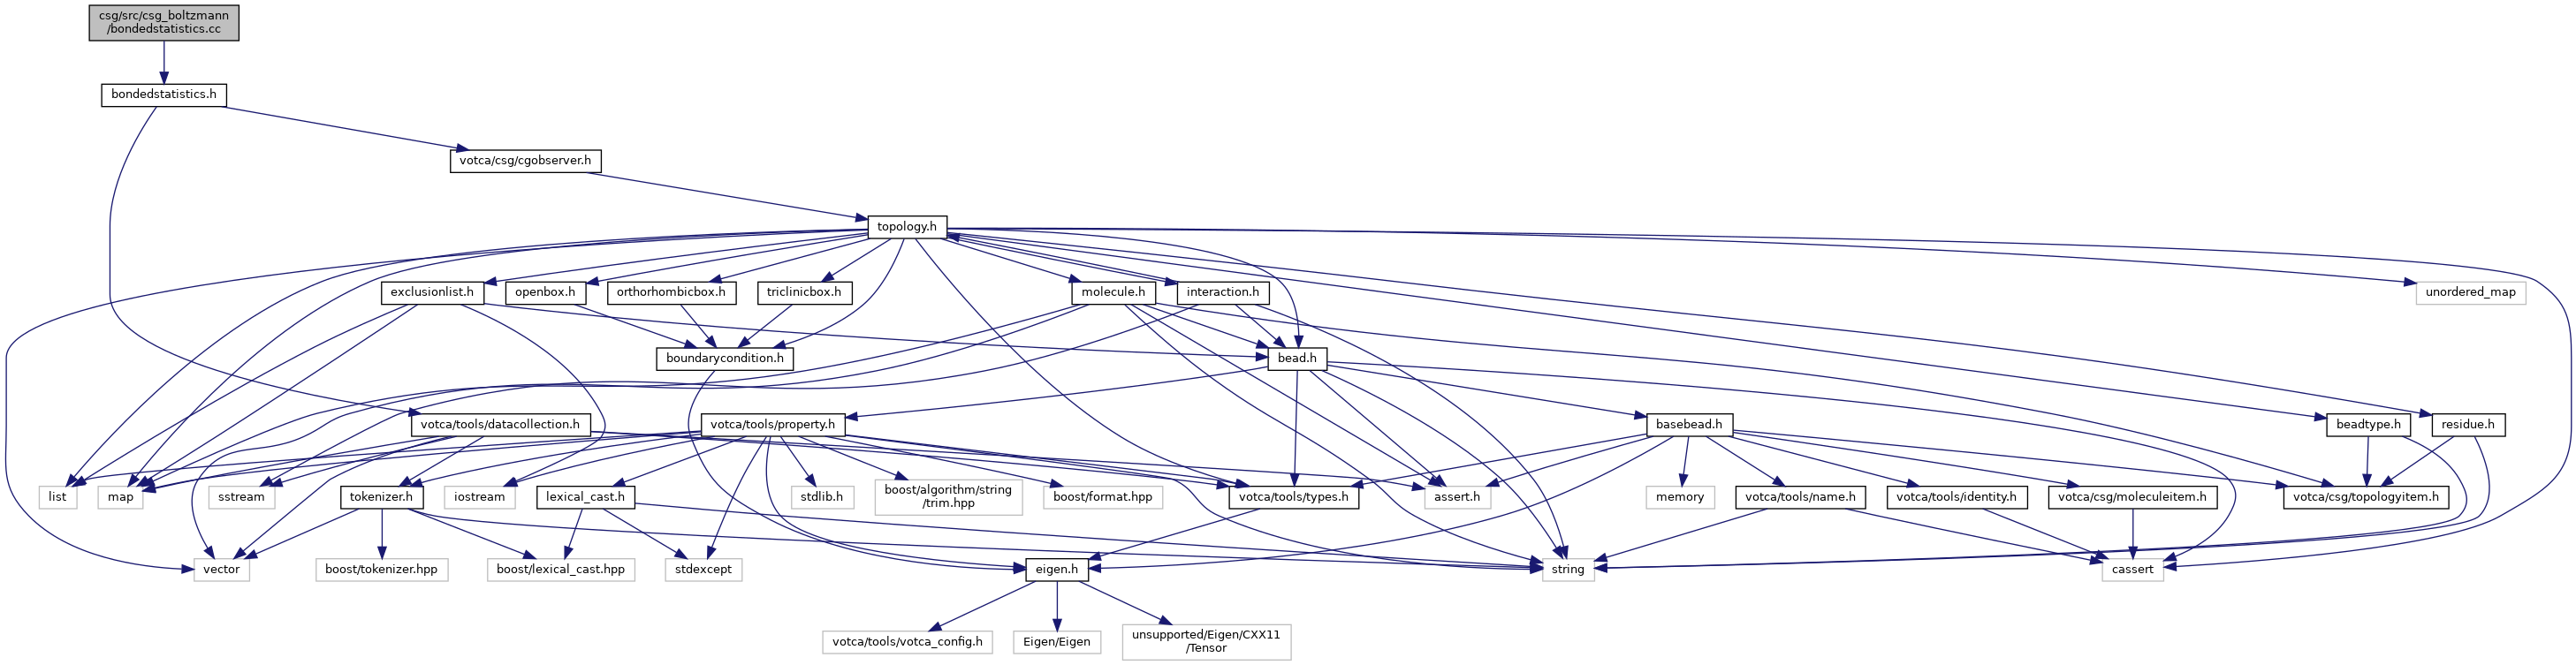 csg/src/csg_boltzmann
/bondedstatistics.cc
bondedstatistics.h
votca/csg/cgobserver.h
topology.h
exclusionlist.h
openbox.h
orthorhombicbox.h
triclinicbox.h
molecule.h
interaction.h
unordered_map
boundarycondition.h
bead.h
votca/tools/datacollection.h
votca/tools/property.h
basebead.h
beadtype.h
residue.h
list
map
sstream
tokenizer.h
iostream
lexical_cast.h
stdlib.h
boost/algorithm/string
/trim.hpp
boost/format.hpp
votca/tools/types.h
assert.h
memory
votca/tools/name.h
votca/tools/identity.h
votca/csg/moleculeitem.h
votca/csg/topologyitem.h
vector
boost/tokenizer.hpp
boost/lexical_cast.hpp
stdexcept
eigen.h
string
cassert
votca/tools/votca_config.h
Eigen/Eigen
unsupported/Eigen/CXX11
/Tensor